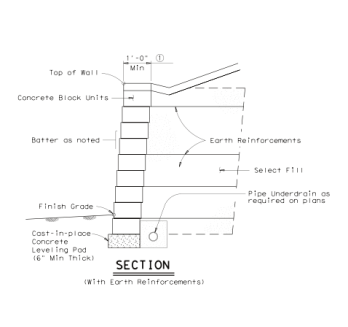 1'-0" ①
Min
Top of Wall
Concrete Block Units
Batter as noted
Earth Reinforcements
Select Fill
Pipe Underdrain as
required on plans
Finish Grade
Cast-in-place
Concrete
Leveling Pad
(6" Min Thick)
SECTION
(With Earth Reinforcements)